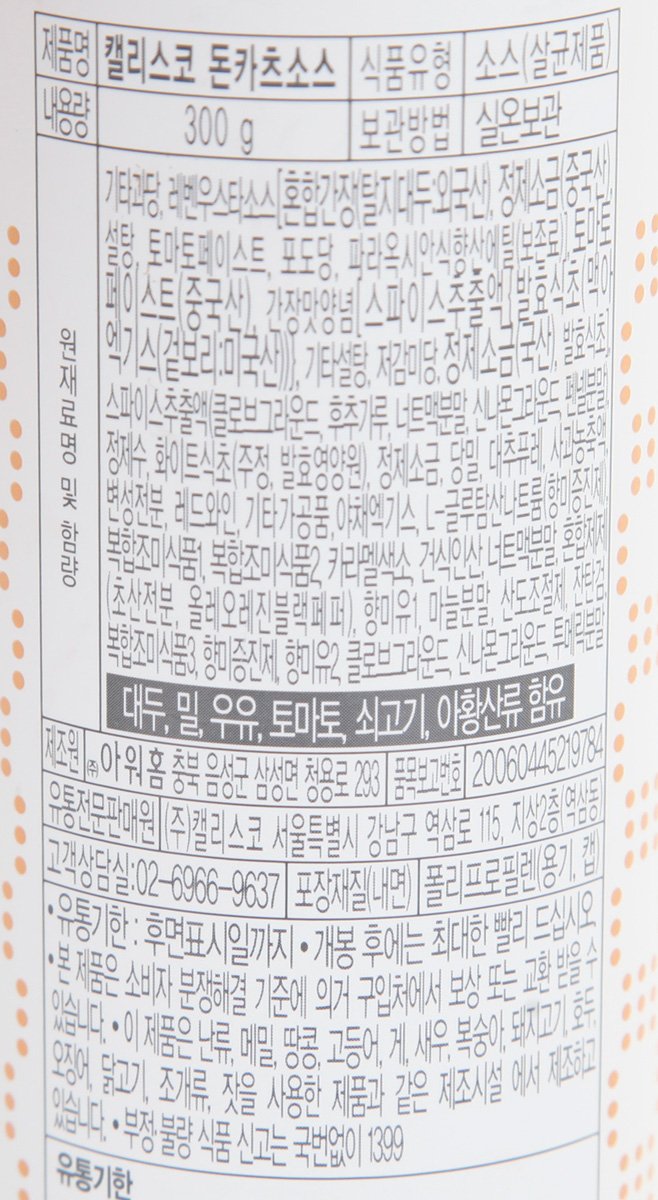 제품명 캘리스코 돈카츠소스 식품유형 소스(살균제품)
내용량 300 g 보관방법 실온보관
원재료명 및 함량
기타과당, 레벤우스타소스[혼합간장(탈지대두:외국산), 정제소금(중국산),
설탕, 토마토페이스트, 포도당, 파라옥시안식향산에틸(보존료)], 토마토
페이스트(중국산), 가장맛양념[스파이스추출액{발효식초(맥아
엑기스(겉보리:미국산))}, 기타설탕, 저감미당, 정제소금(국산), 발효식초,
스파이스추출액(클로브그라운드, 후추가루, 너트맥분말, 신나몬그라운드, 펜넬분말,
정제수, 화이트식초(주정, 발효영양원), 정제소금, 당밀, 대추퓨레, 사과농축액,
변성전분, 레드와인, 기타가공품, 야채엑기스, L-글루탐산나트륨(향미증진제),
복합조미식품1, 복합조미식품2, 카라멜색소, 건식인산 너트맥분말, 혼합제제
(초산전분, 올레오레진블랙페퍼), 향미유1, 마늘분말, 산도조절제, 잔탄검,
복합조미식품3, 향미증진제, 향미유2, 클로브그라운드, 신나몬그라운드, 투메릭분말
대두, 밀, 우유, 토마토, 쇠고기, 아황산류 함유
제조원 ㈜아워홈 충북 음성군 삼성면 청용로 293 품목보고번호 20060445219784
유통전문판매원 (주)캘리스코 서울특별시 강남구 역삼로 115, 지상2층 역삼동
고객상담실:02-6966-9637 포장재질(내면) 폴리프로필렌(용기, 캡)
•유통기한 : 후면표시일까지 • 개봉 후에는 최대한 빨리 드십시오.
•본 제품은 소비자 분쟁해결 기준에 의거 구입처에서 보상 또는 교환 받을 수
있습니다. • 이 제품은 난류, 메밀, 땅콩, 고등어, 게, 새우, 복숭아, 돼지고기, 호두,
오징어, 닭고기, 조개류, 잣을 사용한 제품과 같은 제조시설 에서 제조하고
있습니다. • 부정·불량 식품 신고는 국번없이 1399
유통기한